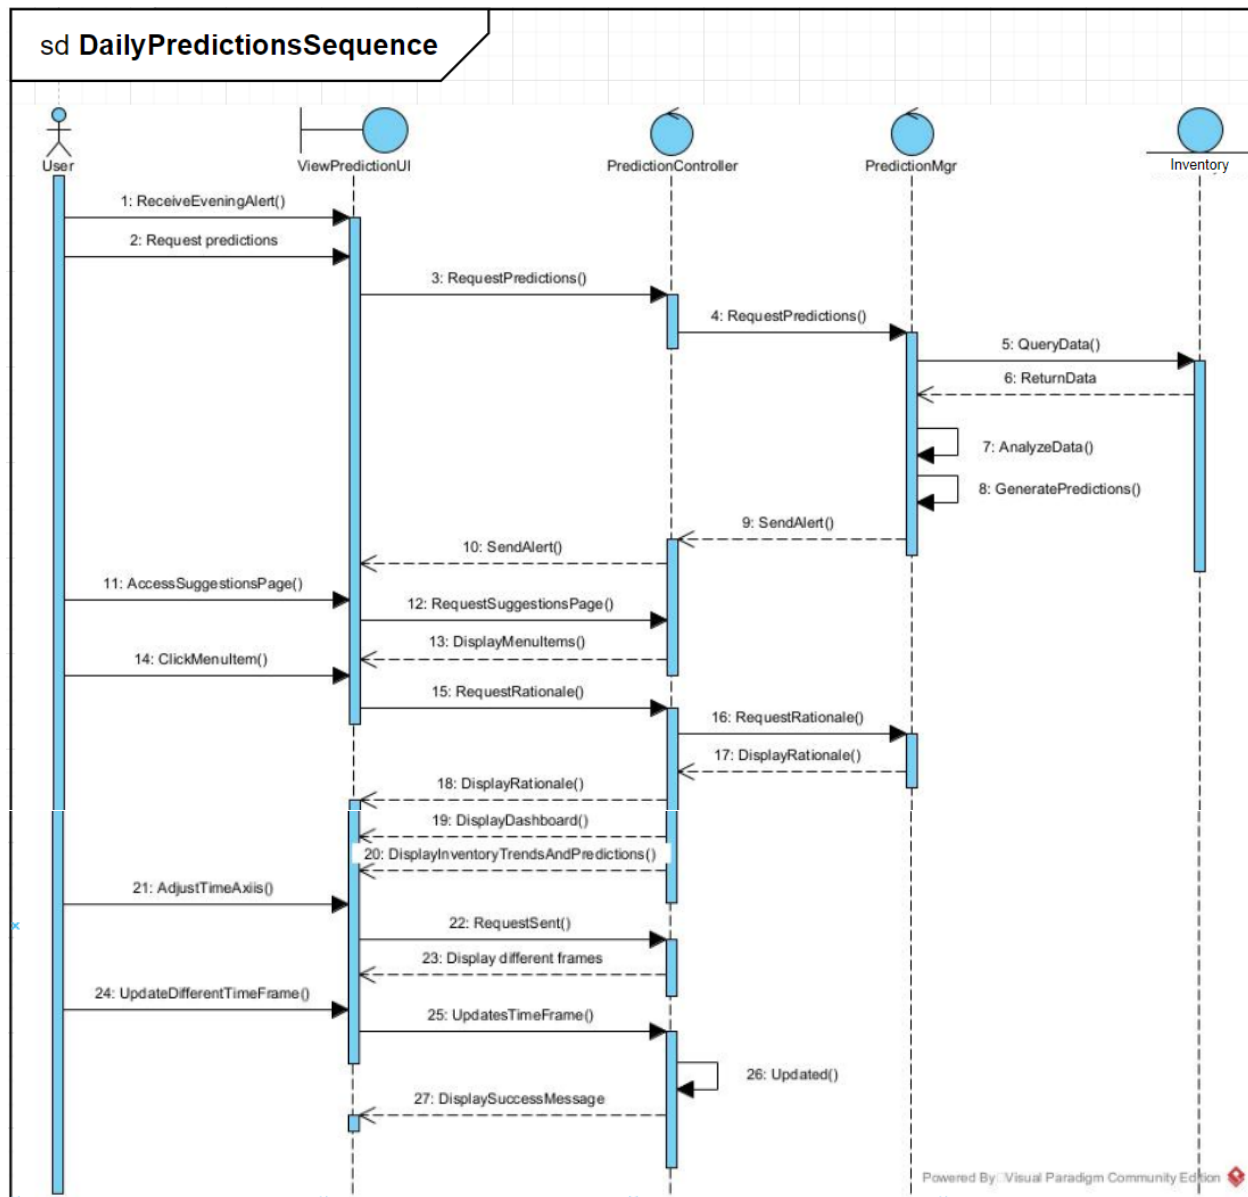 sd DailyPredictionsSequence
User
ViewPredictionUI
PredictionController
PredictionMgr
Inventory
1: ReceiveEveningAlert()
2: Request predictions
3: RequestPredictions()
4: RequestPredictions()
5: QueryData()
6: ReturnData
7: AnalyzeData()
8: GeneratePredictions()
9: SendAlert()
10: SendAlert()
11: AccessSuggestionsPage()
12: RequestSuggestionsPage()
13: DisplayMenuItems()
14: ClickMenuItem()
15: RequestRationale()
16: RequestRationale()
17: DisplayRationale()
18: DisplayRationale()
19: DisplayDashboard()
20: DisplayInventoryTrendsAndPredictions()
21: AdjustTimeAxiis()
22: RequestSent()
23: Display different frames
24: UpdateDifferentTimeFrame()
25: UpdatesTimeFrame()
26: Updated()
27: DisplaySuccessMessage
Powered By Visual Paradigm Community Edition